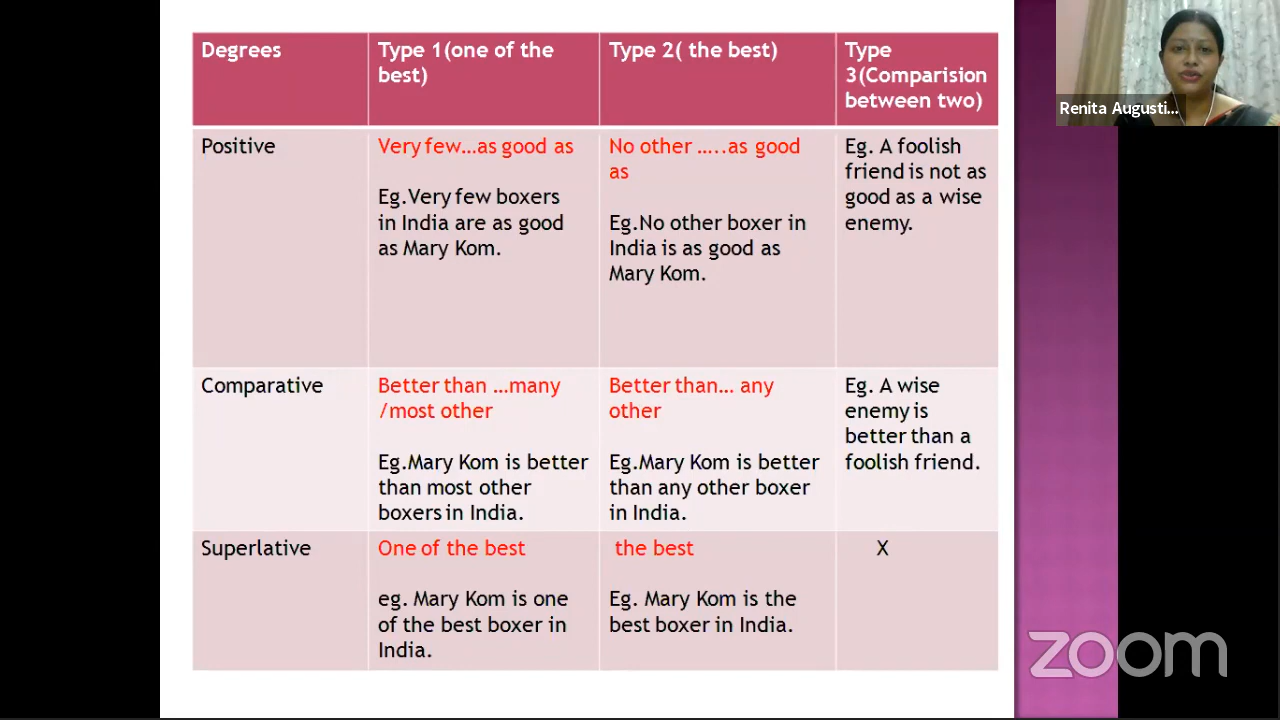 Degrees
Type 1(one of the
best)
Type 2( the best)
Type
3(Comparision
between two)
Positive
Very few…as good as
Eg.Very few boxers
in India are as good
as Mary Kom.
No other …..as good
as
Eg.No other boxer in
India is as good as
Mary Kom.
Eg. A foolish
friend is not as
good as a wise
enemy.
Comparative
Better than …many
/most other
Eg.Mary Kom is better
than most other
boxers in India.
Better than… any
other
Eg.Mary Kom is better
than any other boxer
in India.
Eg. A wise
enemy is
better than a
foolish friend.
Superlative
One of the best
eg. Mary Kom is one
of the best boxer in
India.
the best
Eg. Mary Kom is the
best boxer in India.
X
Renita Augusti...
zoom